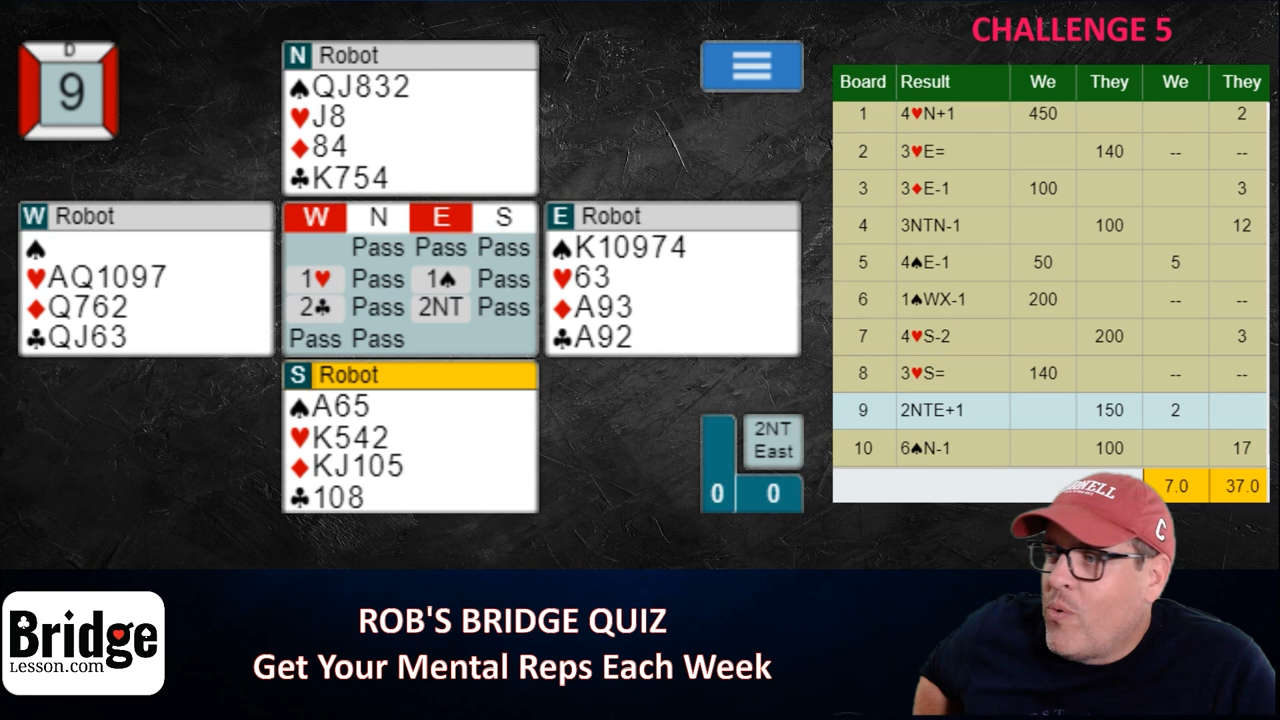 CHALLENGE 5
D
9
N Robot
♠QJ832
♥J8
♦84
♣K754
W Robot
♠
♥AQ1097
♦Q762
♣QJ63
W N E S
Pass Pass Pass
1♥ Pass 1♠ Pass
2♣ Pass 2NT Pass
Pass Pass
E Robot
♠K10974
♥63
♦A93
♣A92
S Robot
♠A65
♥K542
♦KJ105
♣108
2NT
East
0 0
Board Result We They We They
1 4♥N+1 450 2
2 3♥E= 140 -- --
3 3♦E-1 100 3
4 3NTN-1 100 12
5 4♠E-1 50 5
6 1♠WX-1 200 -- --
7 4♥S-2 200 3
8 3♥S= 140 -- --
9 2NTE+1 150 2
10 6♠N-1 100 17
7.0 37.0
C
Bridge
Lesson.com
ROB'S BRIDGE QUIZ
Get Your Mental Reps Each Week